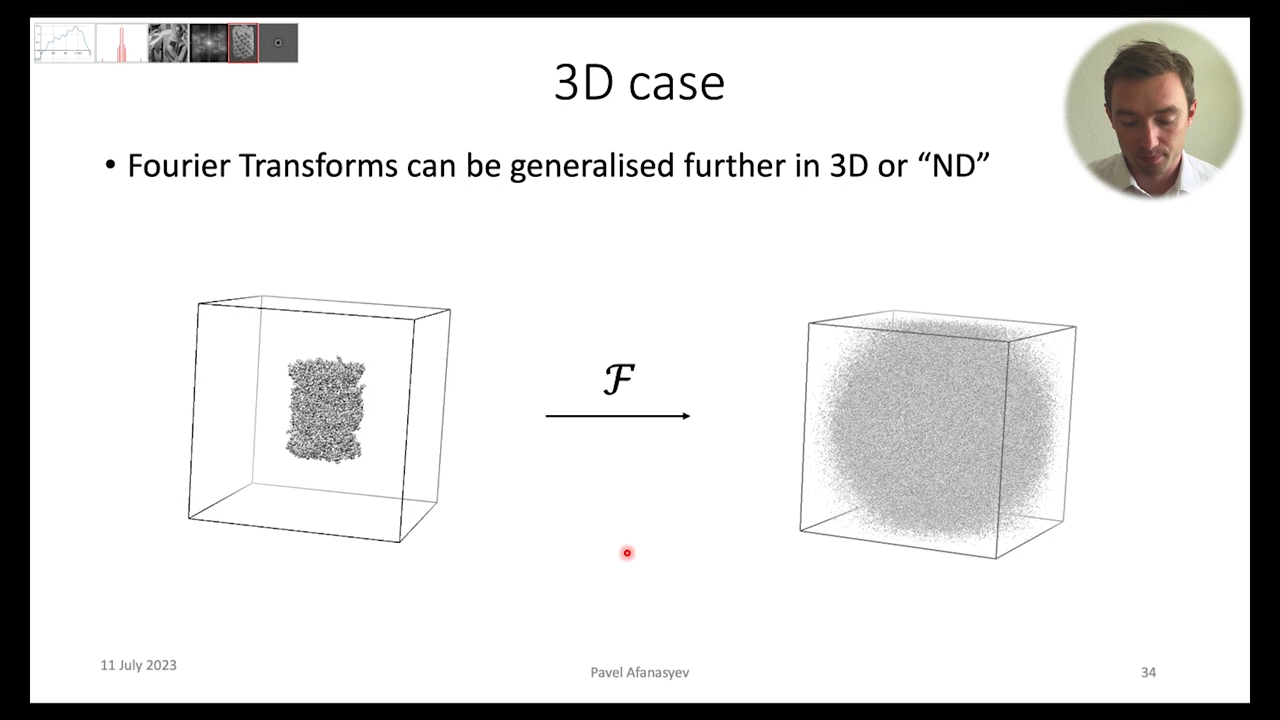 3D case
• Fourier Transforms can be generalised further in 3D or “ND”
ℱ
11 July 2023
Pavel Afanasyev
34